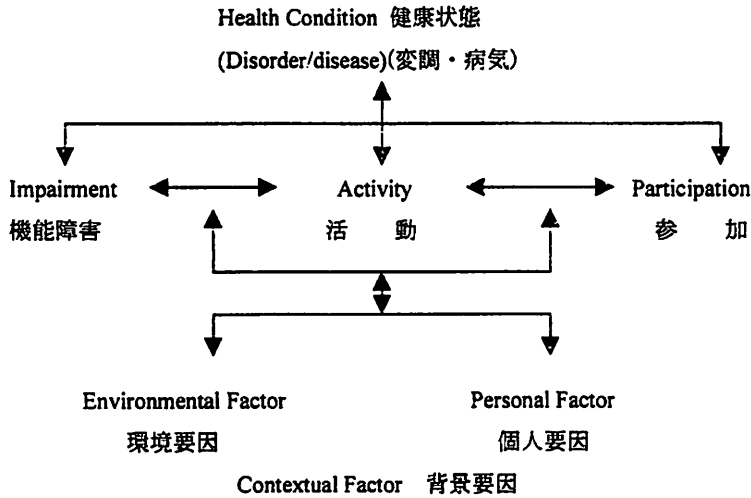 Health Condition 健康状態
(Disorder/disease)(変調・病気)
Impairment Activity Participation
機能障害 活 動 参 加
Environmental Factor Personal Factor
環境要因 個人要因
Contextual Factor 背景要因